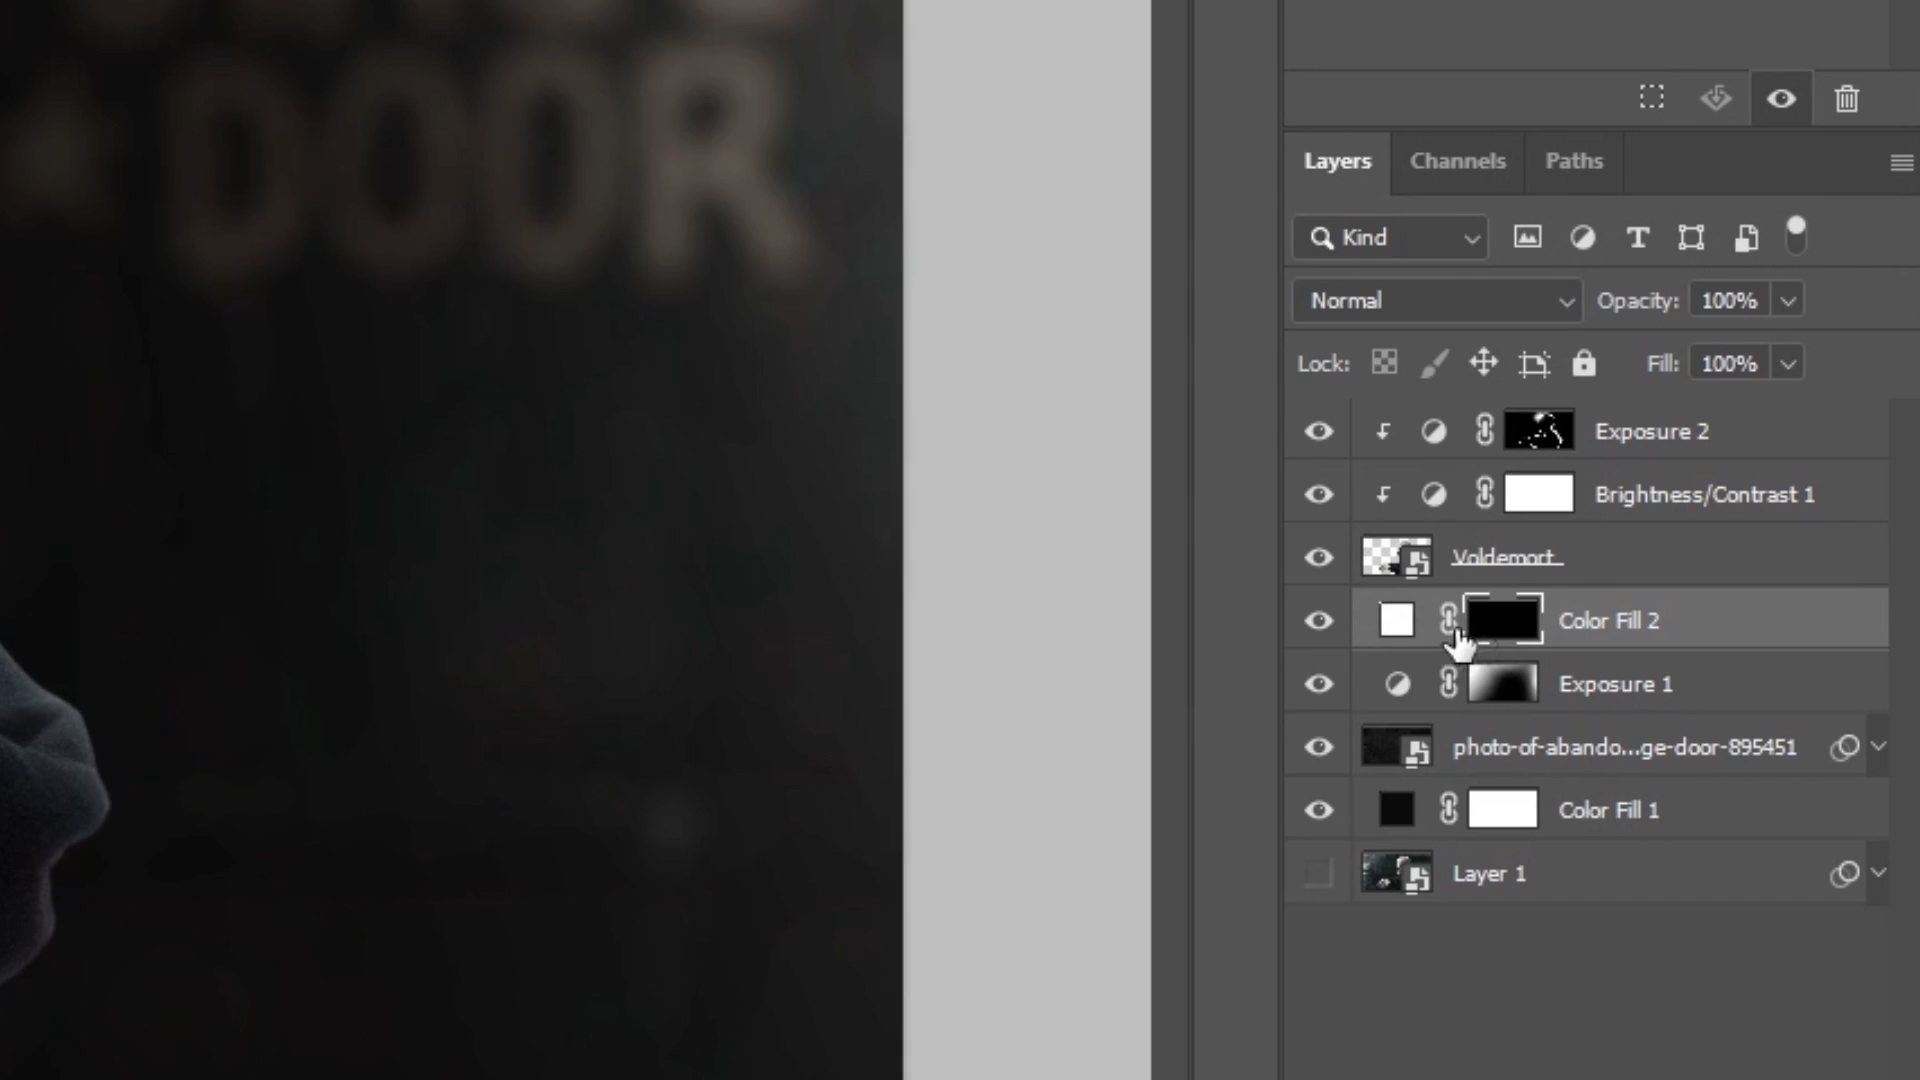 DOOR
Layers Channels Paths
Kind
Normal Opacity: 100%
Lock: Fill: 100%
Exposure 2
Brightness/Contrast 1
Voldemort
Color Fill 2
Exposure 1
photo-of-abando...ge-door-895451
Color Fill 1
Layer 1